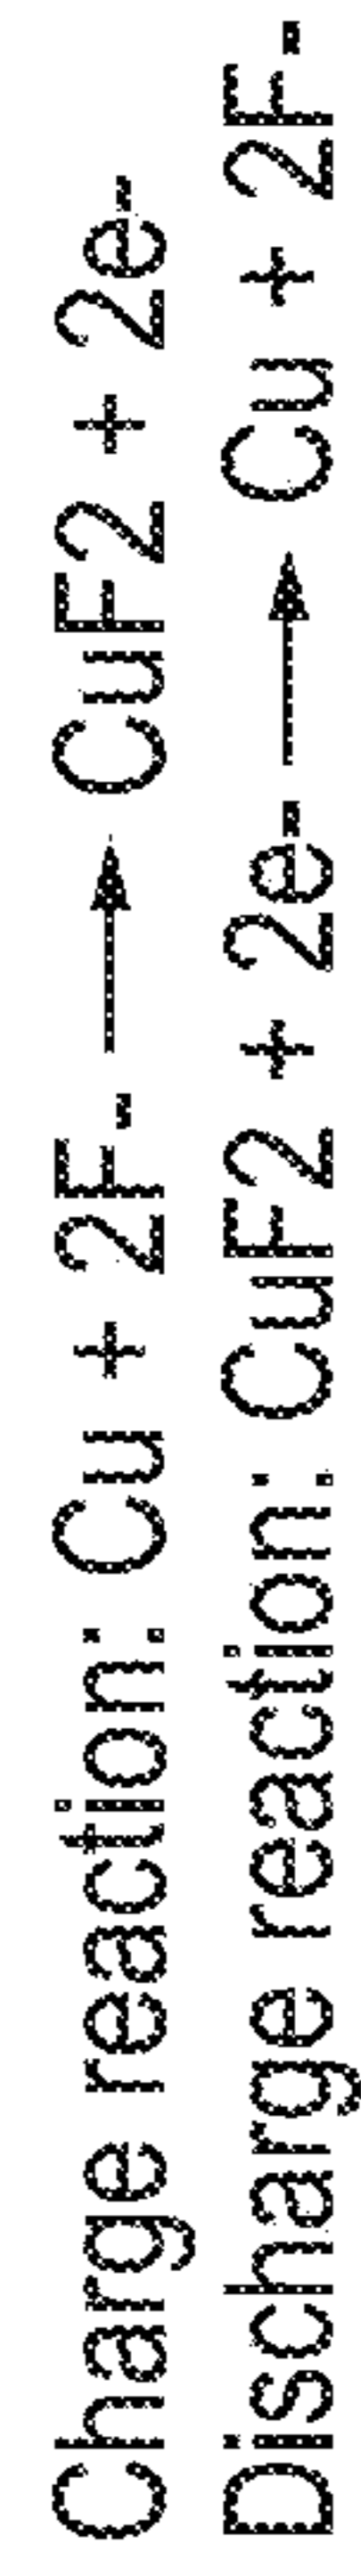 Charge reaction: Cu + 2F- → CuF2 + 2e-
Discharge reaction: CuF2 + 2e- → Cu + 2F-